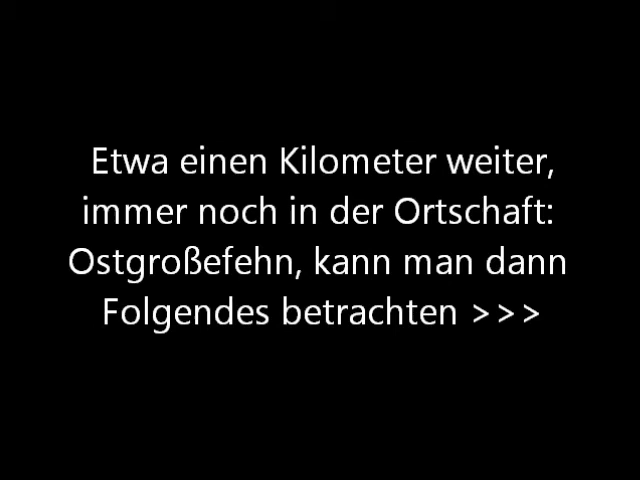 Etwa einen Kilometer weiter,
immer noch in der Ortschaft:
Ostgroßefehn, kann man dann
Folgendes betrachten >>>